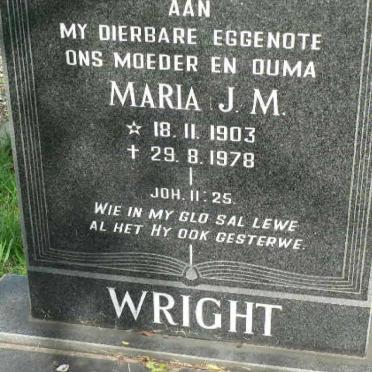 AAN
MY DIERBARE EGGENOTE
ONS MOEDER EN OUMA
MARIA J. M.
☆ 18. 11. 1903
✝ 29. 8. 1978
JOH. 11: 25.
WIE IN MY GLO SAL LEWE
AL HET HY OOK GESTERWE.
WRIGHT